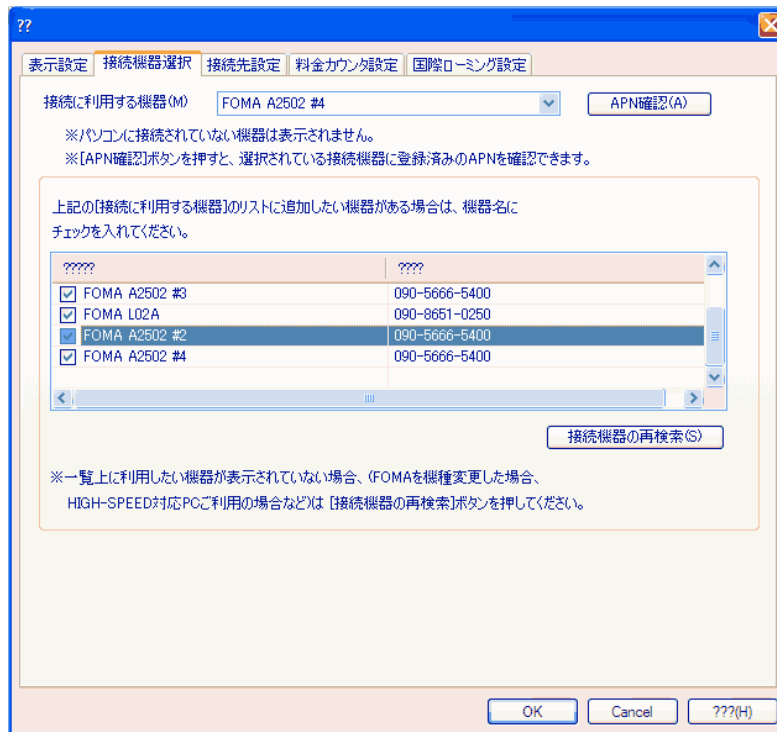 ??
表示設定 接続機器選択 接続先設定 料金カウンタ設定 国際ローミング設定
接続に利用する機器(M) FOMA A2502 #4 APN確認(A)
※パソコンに接続されていない機器は表示されません。
※[APN確認]ボタンを押すと、選択されている接続機器に登録済みのAPNを確認できます。
上記の[接続に利用する機器]のリストに追加したい機器がある場合は、機器名に
チェックを入れてください。
????? ????
FOMA A2502 #3 090-5666-5400
FOMA L02A 090-8651-0250
FOMA A2502 #2 090-5666-5400
FOMA A2502 #4 090-5666-5400
接続機器の再検索(S)
※一覧上に利用したい機器が表示されていない場合、(FOMAを機種変更した場合、
HIGH-SPEED対応PCご利用の場合など)は [接続機器の再検索]ボタンを押してください。
OK Cancel ???(H)